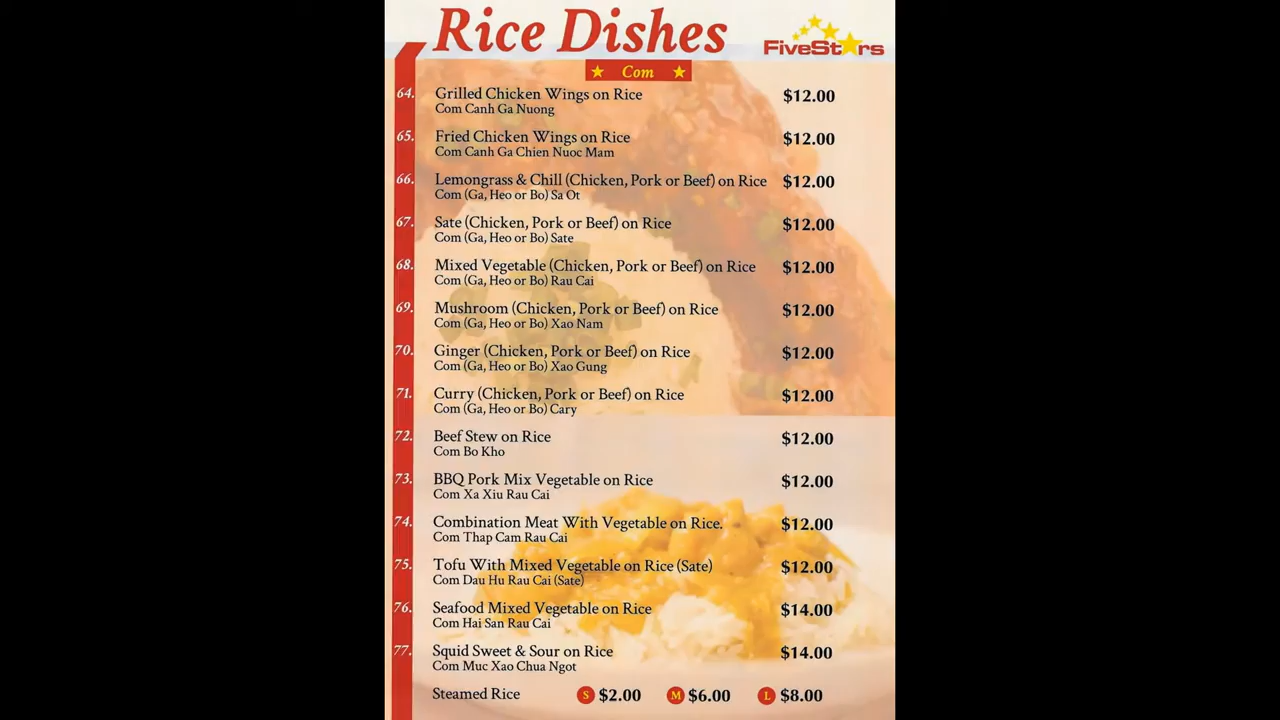 Rice Dishes
FiveStars
Com
64. Grilled Chicken Wings on Rice $12.00
Com Canh Ga Nuong
65. Fried Chicken Wings on Rice $12.00
Com Canh Ga Chien Nuoc Mam
66. Lemongrass & Chill (Chicken, Pork or Beef) on Rice $12.00
Com (Ga, Heo or Bo) Sa Ot
67. Sate (Chicken, Pork or Beef) on Rice $12.00
Com (Ga, Heo or Bo) Sate
68. Mixed Vegetable (Chicken, Pork or Beef) on Rice $12.00
Com (Ga, Heo or Bo) Rau Cai
69. Mushroom (Chicken, Pork or Beef) on Rice $12.00
Com (Ga, Heo or Bo) Xao Nam
70. Ginger (Chicken, Pork or Beef) on Rice $12.00
Com (Ga, Heo or Bo) Xao Gung
71. Curry (Chicken, Pork or Beef) on Rice $12.00
Com (Ga, Heo or Bo) Cary
72. Beef Stew on Rice $12.00
Com Bo Kho
73. BBQ Pork Mix Vegetable on Rice $12.00
Com Xa Xiu Rau Cai
74. Combination Meat With Vegetable on Rice. $12.00
Com Thap Cam Rau Cai
75. Tofu With Mixed Vegetable on Rice (Sate) $12.00
Com Dau Hu Rau Cai (Sate)
76. Seafood Mixed Vegetable on Rice $14.00
Com Hai San Rau Cai
77. Squid Sweet & Sour on Rice $14.00
Com Muc Xao Chua Ngot
Steamed Rice S $2.00 M $6.00 L $8.00